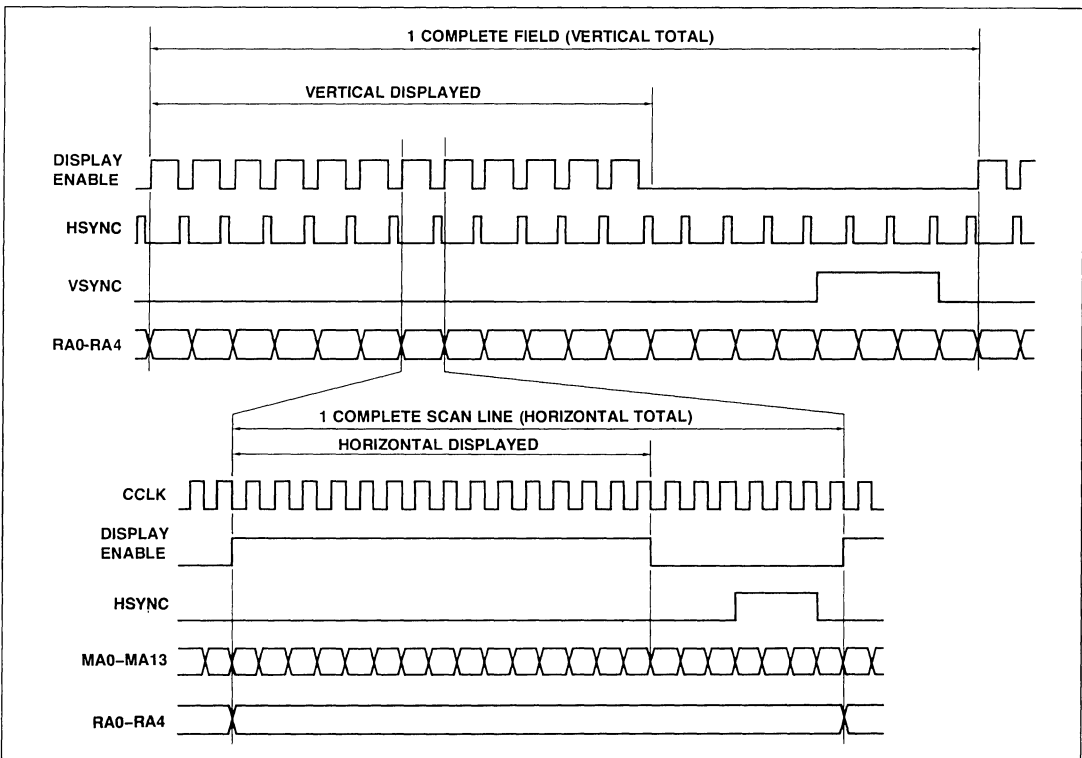 1 COMPLETE FIELD (VERTICAL TOTAL)
VERTICAL DISPLAYED
DISPLAY
ENABLE
HSYNC
VSYNC
RA0-RA4
1 COMPLETE SCAN LINE (HORIZONTAL TOTAL)
HORIZONTAL DISPLAYED
CCLK
DISPLAY
ENABLE
HSYNC
MA0–MA13
RA0–RA4